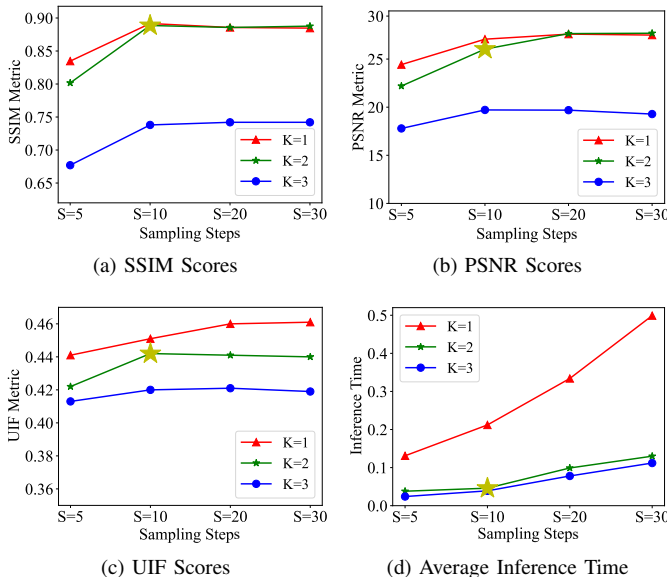 0.90
0.85
0.80
0.75
0.70
0.65
SSIM Metric
K=1
K=2
K=3
S=5 S=10 S=20 S=30
Sampling Steps
(a) SSIM Scores
30
25
20
15
10
PSNR Metric
K=1
K=2
K=3
S=5 S=10 S=20 S=30
Sampling Steps
(b) PSNR Scores
0.46
0.44
0.42
0.40
0.38
0.36
UIF Metric
K=1
K=2
K=3
S=5 S=10 S=20 S=30
Sampling Steps
(c) UIF Scores
0.5
0.4
0.3
0.2
0.1
0.0
Inference Time
K=1
K=2
K=3
S=5 S=10 S=20 S=30
Sampling Steps
(d) Average Inference Time